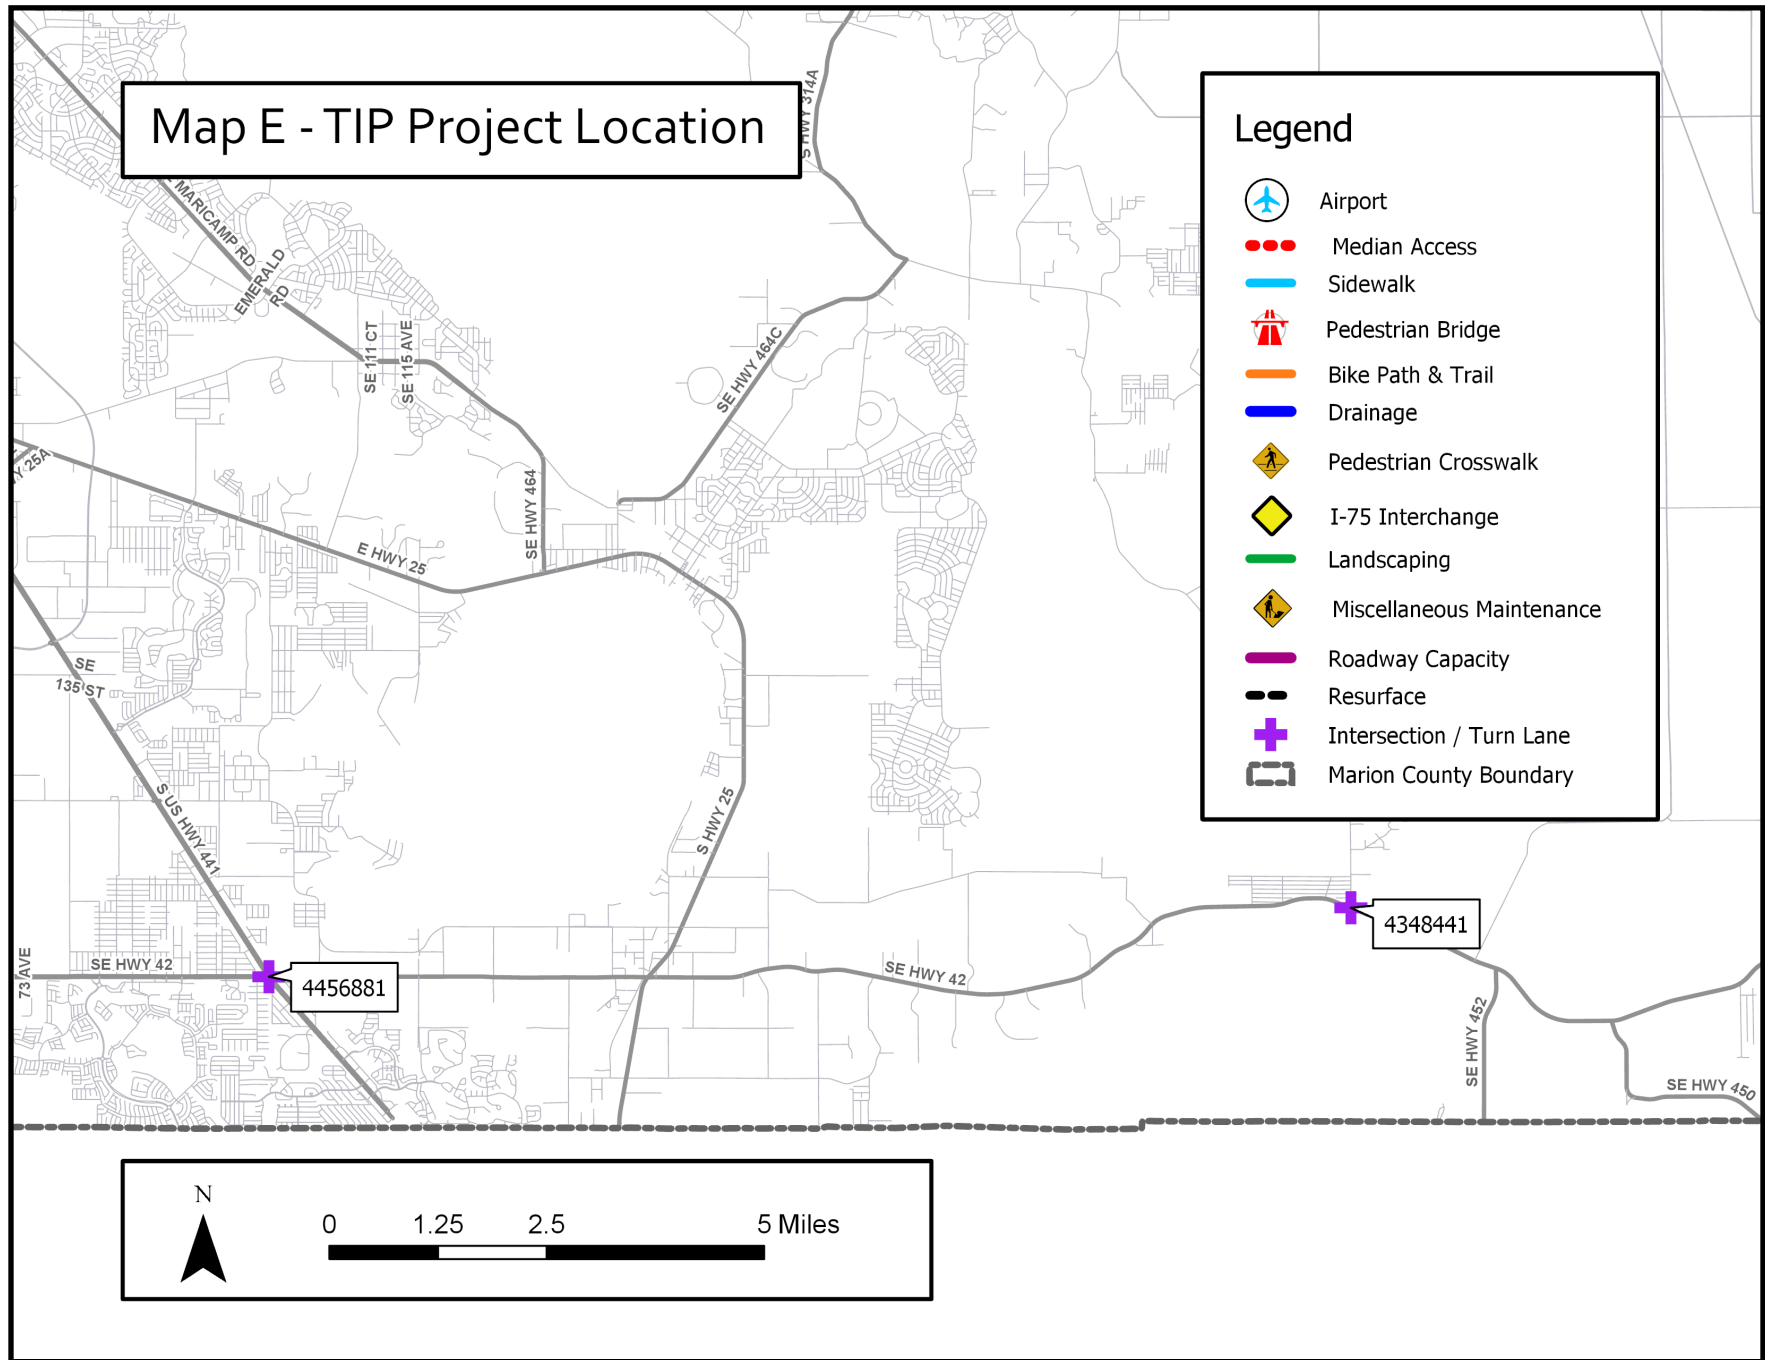 Map E - TIP Project Location
Legend
Airport
Median Access
Sidewalk
Pedestrian Bridge
Bike Path & Trail
Drainage
Pedestrian Crosswalk
I-75 Interchange
Landscaping
Miscellaneous Maintenance
Roadway Capacity
Resurface
Intersection / Turn Lane
Marion County Boundary
S HWY 314A
MARICAMP RD
EMERALD
RD
SE 111 CT
SE 115 AVE
SE HWY 464C
Y 25A
SE HWY 464
E HWY 25
SE
135 ST
S US HWY 441
S HWY 25
4348441
73 AVE
SE HWY 42
SE HWY 42
4456881
SE HWY 452
SE HWY 450
N
0 1.25 2.5 5 Miles